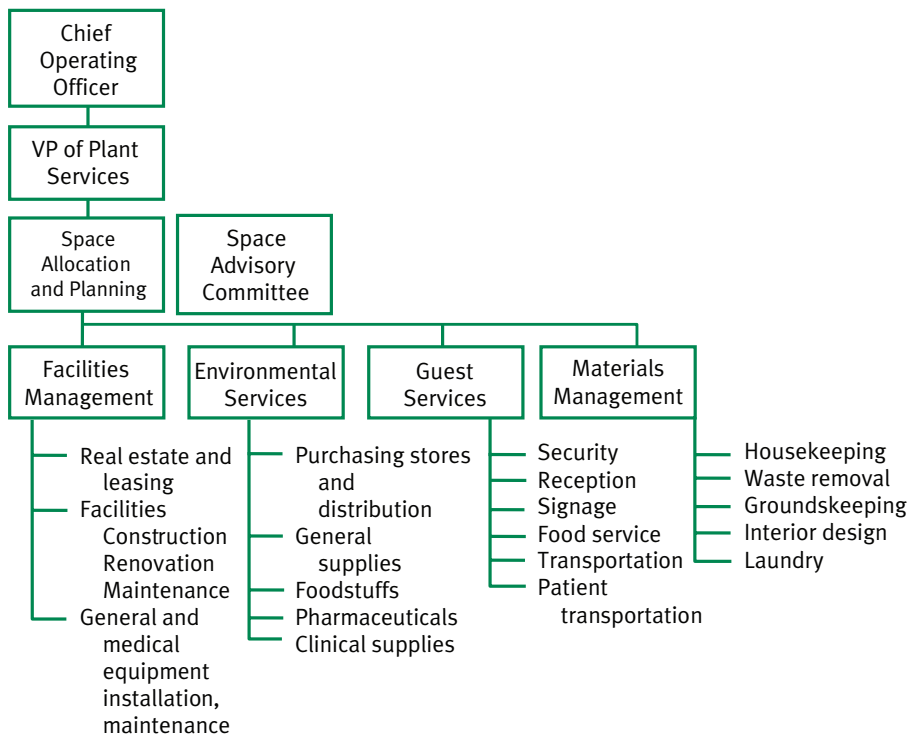 Chief
Operating
Officer
VP of Plant
Services
Space
Allocation
and Planning
Space
Advisory
Committee
Facilities
Management
Environmental
Services
Guest
Services
Materials
Management
Real estate and
leasing
Facilities
Construction
Renovation
Maintenance
General and
medical
equipment
installation,
maintenance
Purchasing stores
and
distribution
General
supplies
Foodstuffs
Pharmaceuticals
Clinical supplies
Security
Reception
Signage
Food service
Transportation
Patient
transportation
Housekeeping
Waste removal
Groundskeeping
Interior design
Laundry